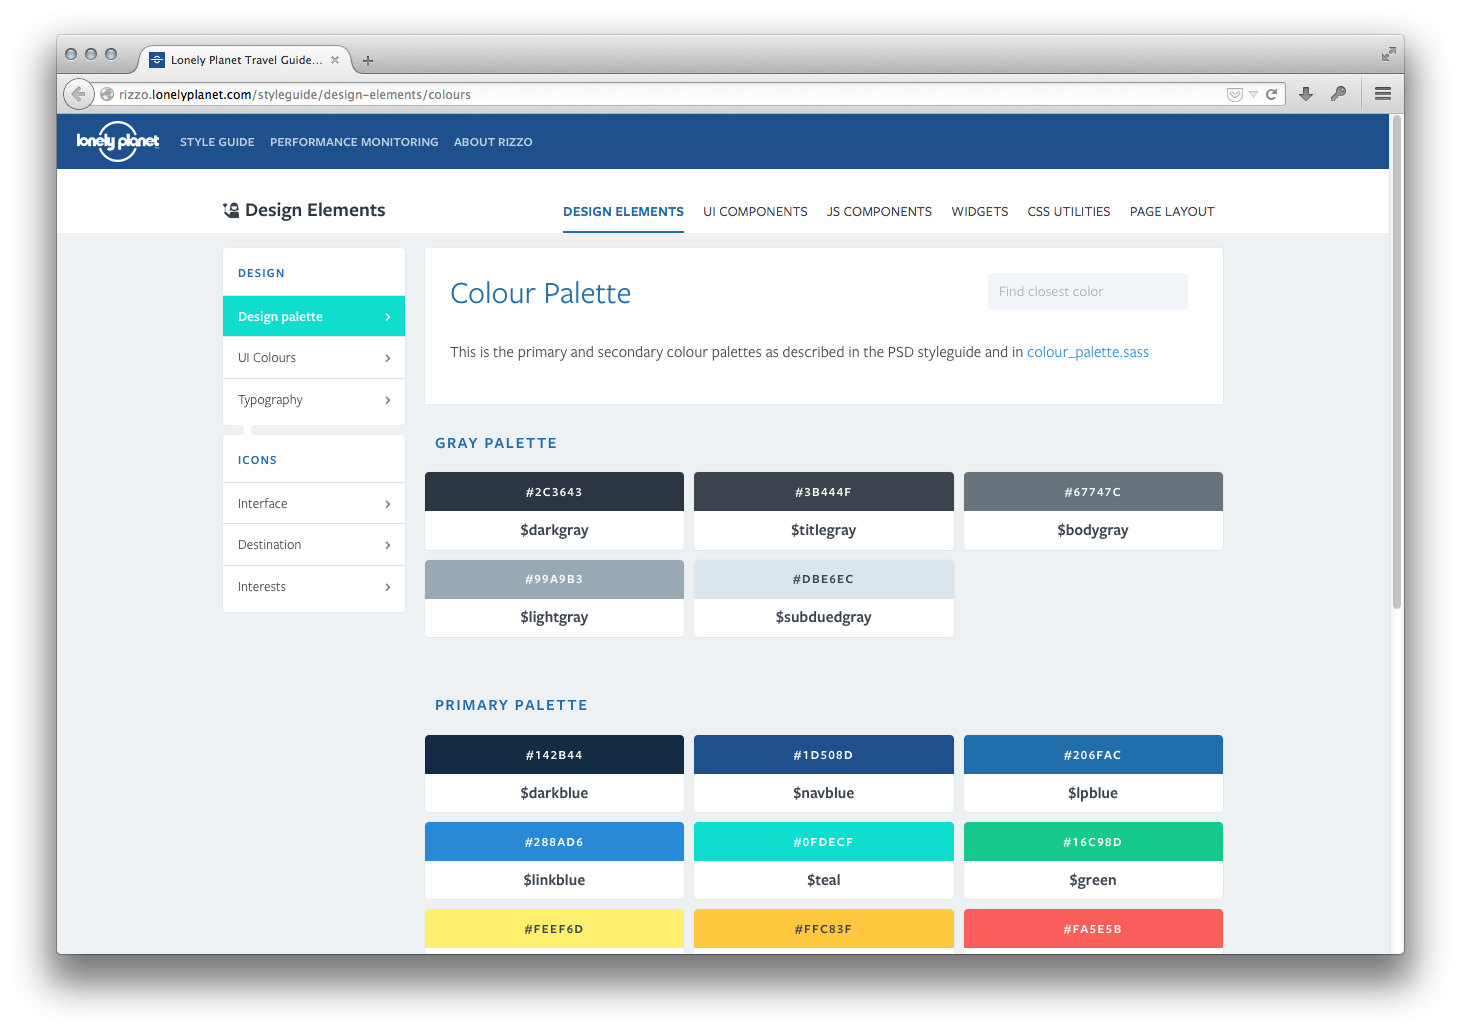 Lonely Planet Travel Guide...
rizzo.lonelyplanet.com/styleguide/design-elements/colours
lonely planet
STYLE GUIDE PERFORMANCE MONITORING ABOUT RIZZO
Design Elements
DESIGN ELEMENTS UI COMPONENTS JS COMPONENTS WIDGETS CSS UTILITIES PAGE LAYOUT
DESIGN
Design palette
UI Colours
Typography
ICONS
Interface
Destination
Interests
Colour Palette
Find closest color
This is the primary and secondary colour palettes as described in the PSD styleguide and in colour_palette.sass
GRAY PALETTE
#2C3643 #3B444F #67747C
$darkgray $titlegray $bodygray
#99A9B3 #DBE6EC
$lightgray $subduedgray
PRIMARY PALETTE
#142B44 #1D508D #206FAC
$darkblue $navblue $lpblue
#288AD6 #0FDECF #16C98D
$linkblue $teal $green
#FEEF6D #FFC83F #FA5E5B